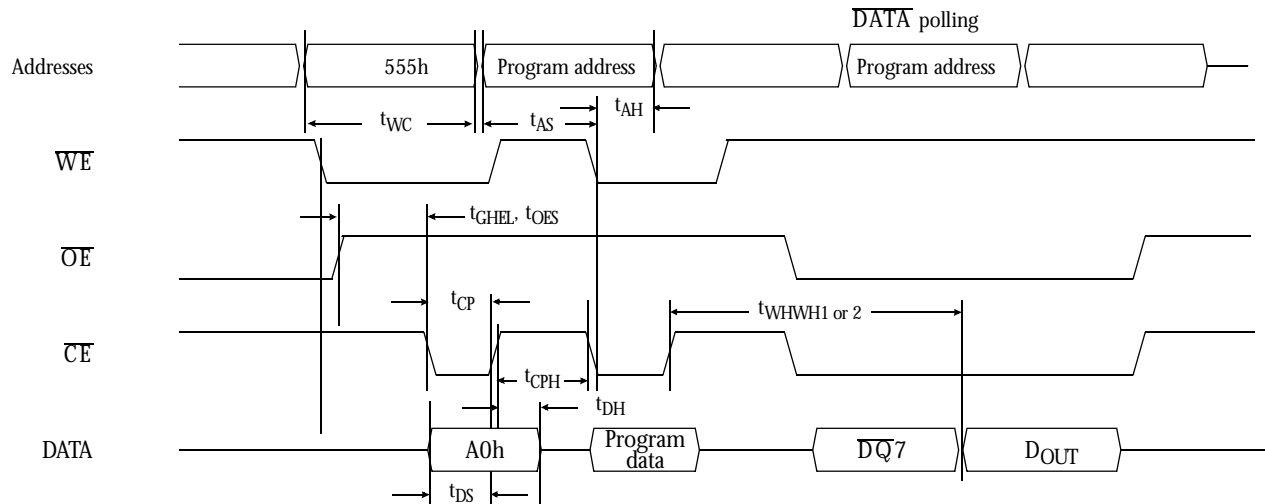 DATA polling
Addresses 555h Program address Program address
tWC tAS tAH
WE
tGHEL, tOES
OE
tCP tWHWH1 or 2
CE
tCPH tDH
DATA A0h Program data DQ7 DOUT
tDS